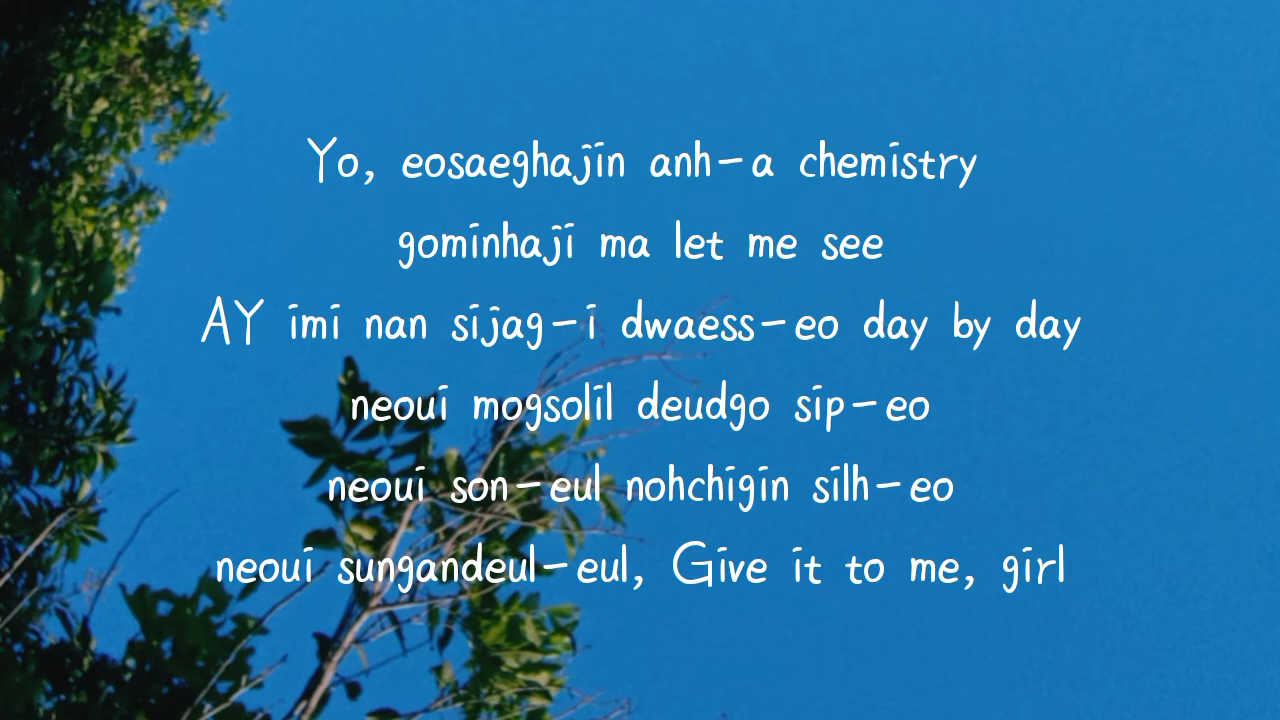 Yo, eosaeghajin anh-a chemistry
gominhaji ma let me see
AY imi nan sijag-i dwaess-eo day by day
neoui mogsolil deudgo sip-eo
neoui son-eul nohchigin silh-eo
neoui sungandeul-eul, Give it to me, girl